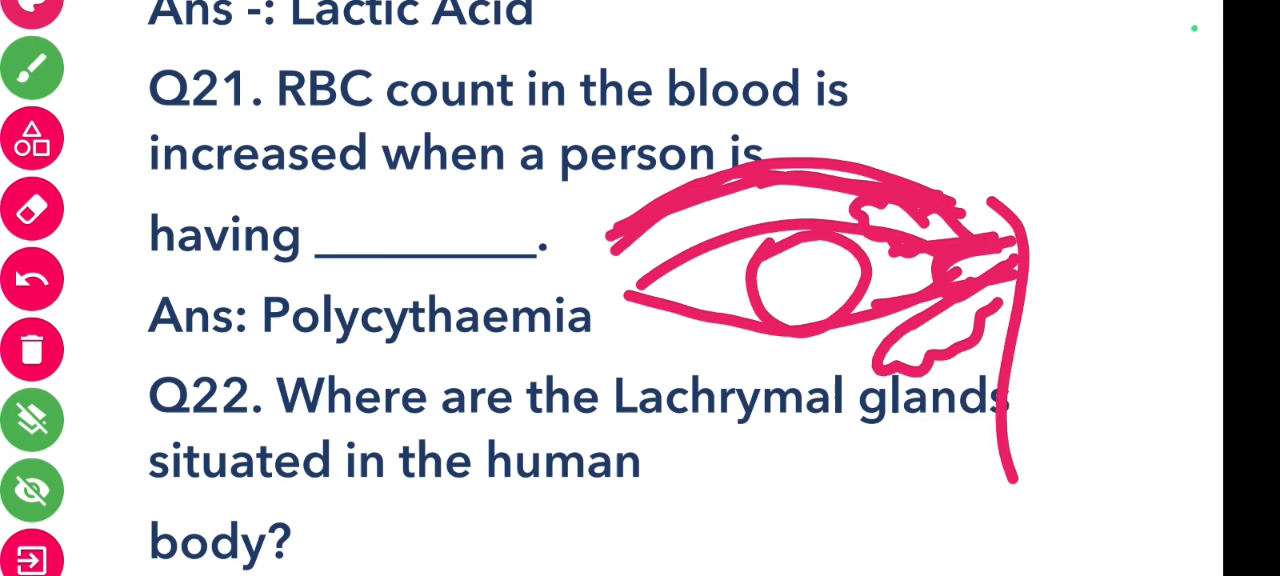 Ans -: Lactic Acid
Q21. RBC count in the blood is
increased when a person is
having _________.
Ans: Polycythaemia
Q22. Where are the Lachrymal glands
situated in the human
body?